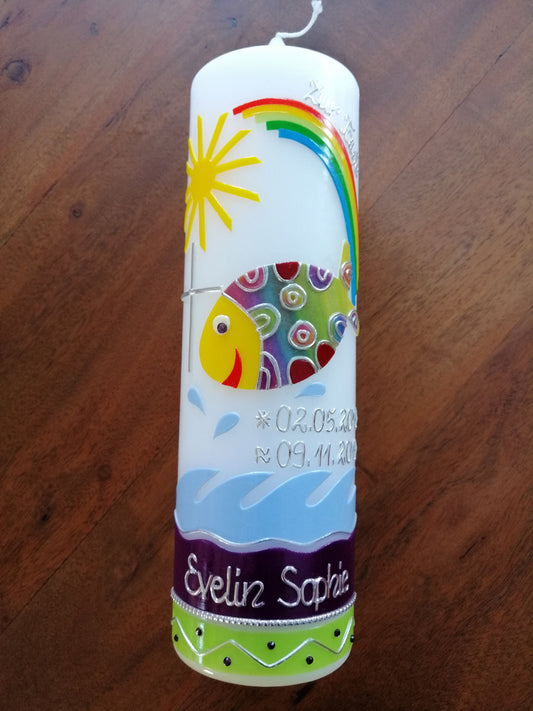 Zur
* 02.05.20
≈ 09.11.20
Evelin Sophie